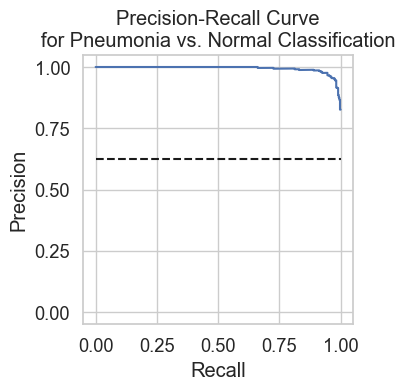 Precision-Recall Curve
for Pneumonia vs. Normal Classification
1.00
0.75
0.50
0.25
0.00
Precision
0.00 0.25 0.50 0.75 1.00
Recall